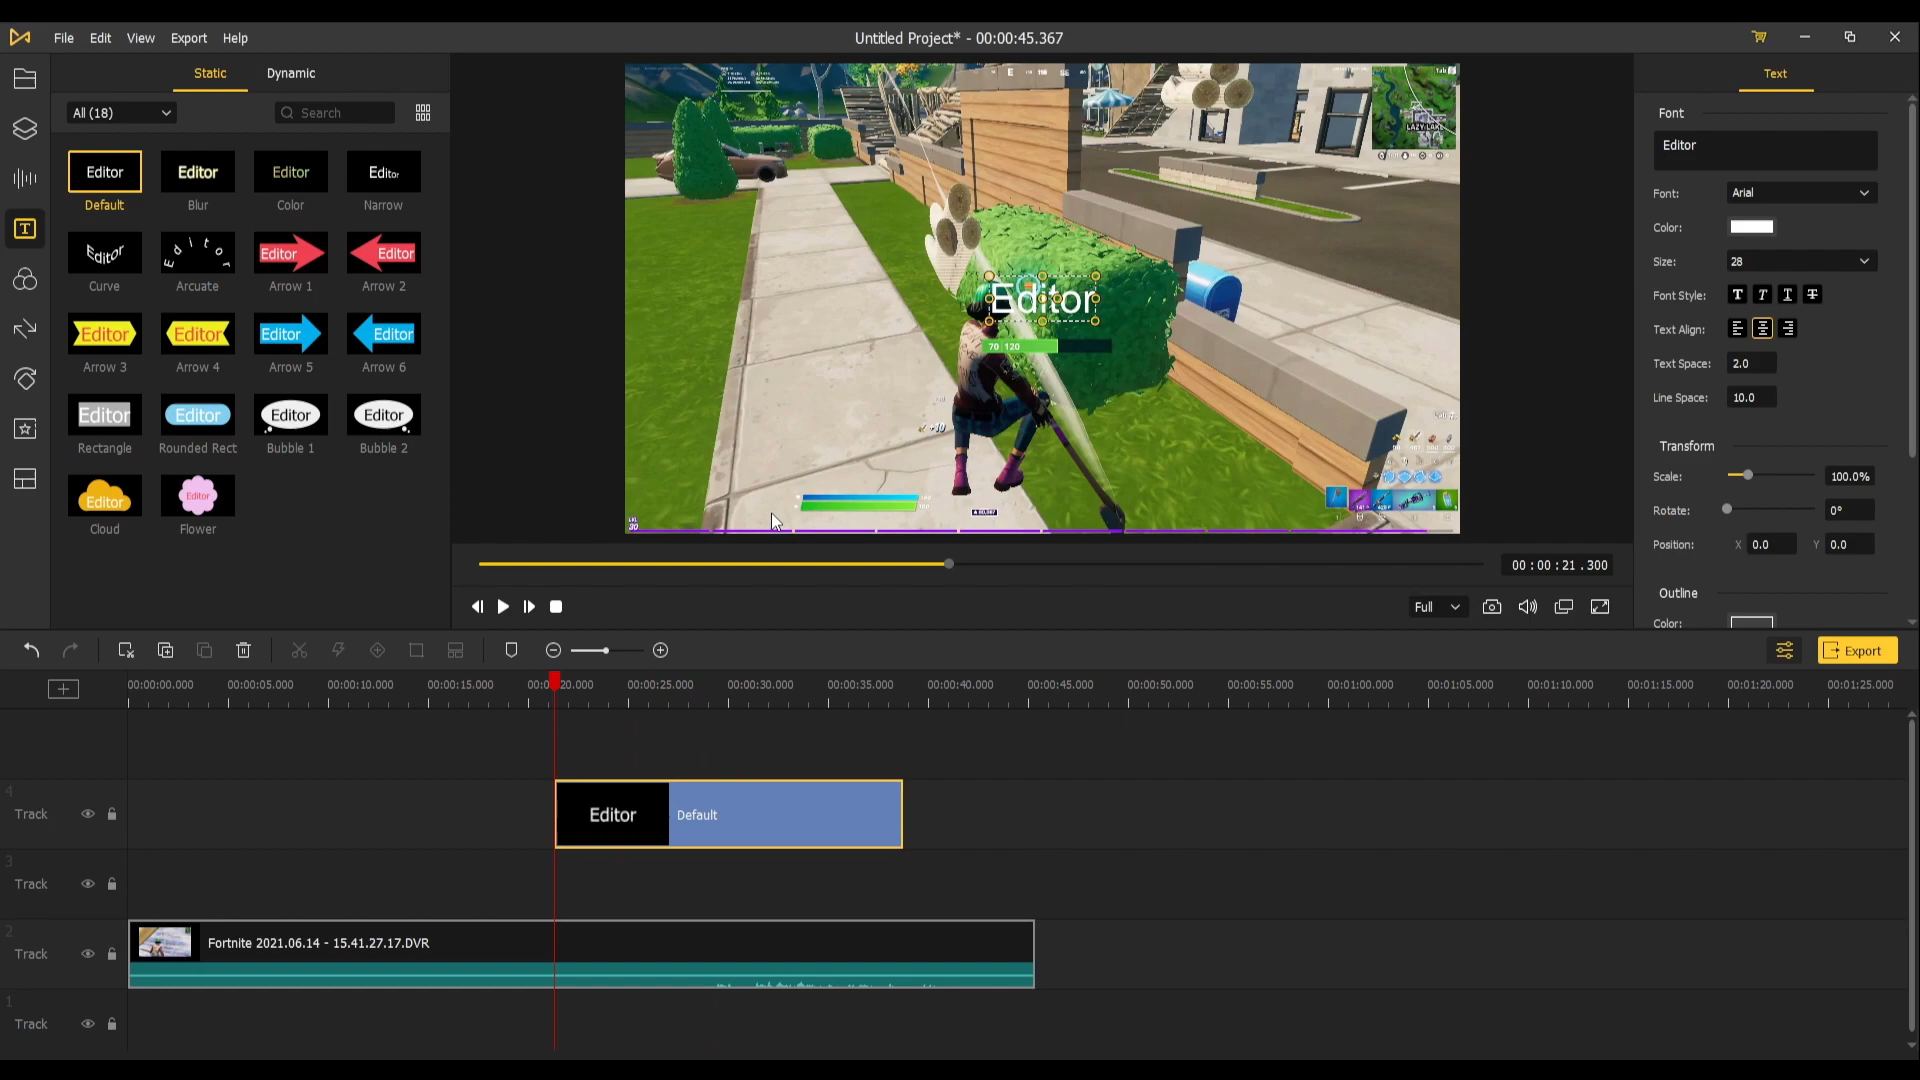 File Edit View Export Help
Untitled Project* - 00:00:45.367
Static Dynamic
All (18) Search
Editor Editor Editor Editor
Default Blur Color Narrow
Editor Editor Editor Editor
Curve Arcuate Arrow 1 Arrow 2
Editor Editor Editor Editor
Arrow 3 Arrow 4 Arrow 5 Arrow 6
Editor Editor Editor Editor
Rectangle Rounded Rect Bubble 1 Bubble 2
Editor Editor
Cloud Flower
E SE
LAZY LAKE
Editor
70 120
+10
LVL
30
00 : 00 : 21 . 300
Full
Text
Font
Editor
Font: Arial
Color:
Size: 28
Font Style: T T T T
Text Align:
Text Space: 2.0
Line Space: 10.0
Transform
Scale: 100.0%
Rotate: 0°
Position: X 0.0 Y 0.0
Outline
Color:
Export
00:00:00.000 00:00:05.000 00:00:10.000 00:00:15.000 00:00:20.000 00:00:25.000 00:00:30.000 00:00:35.000 00:00:40.000 00:00:45.000 00:00:50.000 00:00:55.000 00:01:00.000 00:01:05.000 00:01:10.000 00:01:15.000 00:01:20.000 00:01:25.000
4
Track
Editor Default
3
Track
2
Track
Fortnite 2021.06.14 - 15.41.27.17.DVR
1
Track